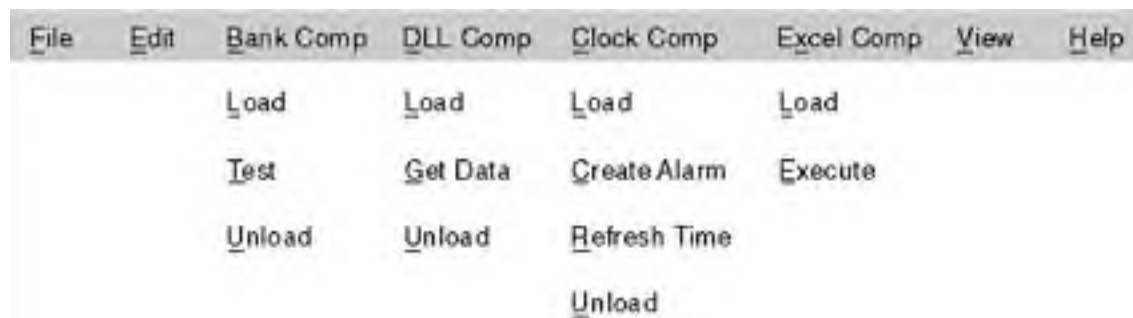 File Edit Bank Comp DLL Comp Clock Comp Excel Comp View Help
Load Load Load Load
Test Get Data Create Alarm Execute
Unload Unload Refresh Time
Unload